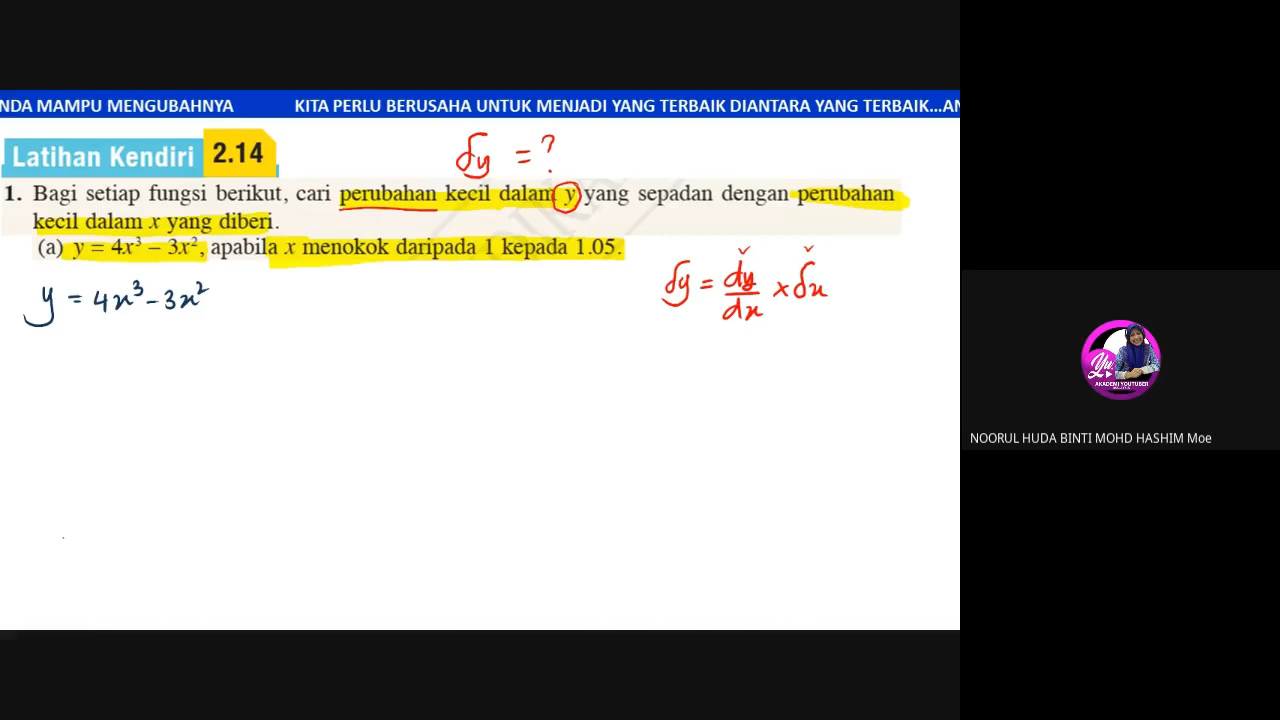 NDA MAMPU MENGUBAHNYA KITA PERLU BERUSAHA UNTUK MENJADI YANG TERBAIK DIANTARA YANG TERBAIK...AN
Latihan Kendiri 2.14
δy = ?
1. Bagi setiap fungsi berikut, cari perubahan kecil dalam y yang sepadan dengan perubahan
kecil dalam x yang diberi.
(a) y = 4x³ – 3x², apabila x menokok daripada 1 kepada 1.05.
δy = dy/dx × δx
y = 4x³ – 3x²
Yu
AKADEMI YOUTUBER
NOORUL HUDA BINTI MOHD HASHIM Moe